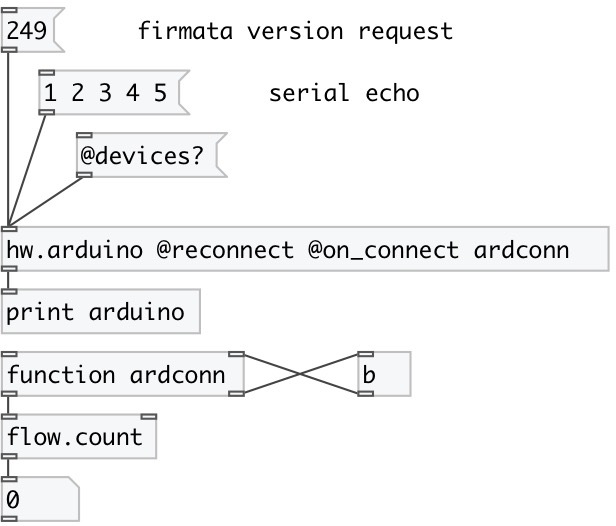 249 firmata version request
1 2 3 4 5 serial echo
@devices?
hw.arduino @reconnect @on_connect ardconn
print arduino
function ardconn b
flow.count
0